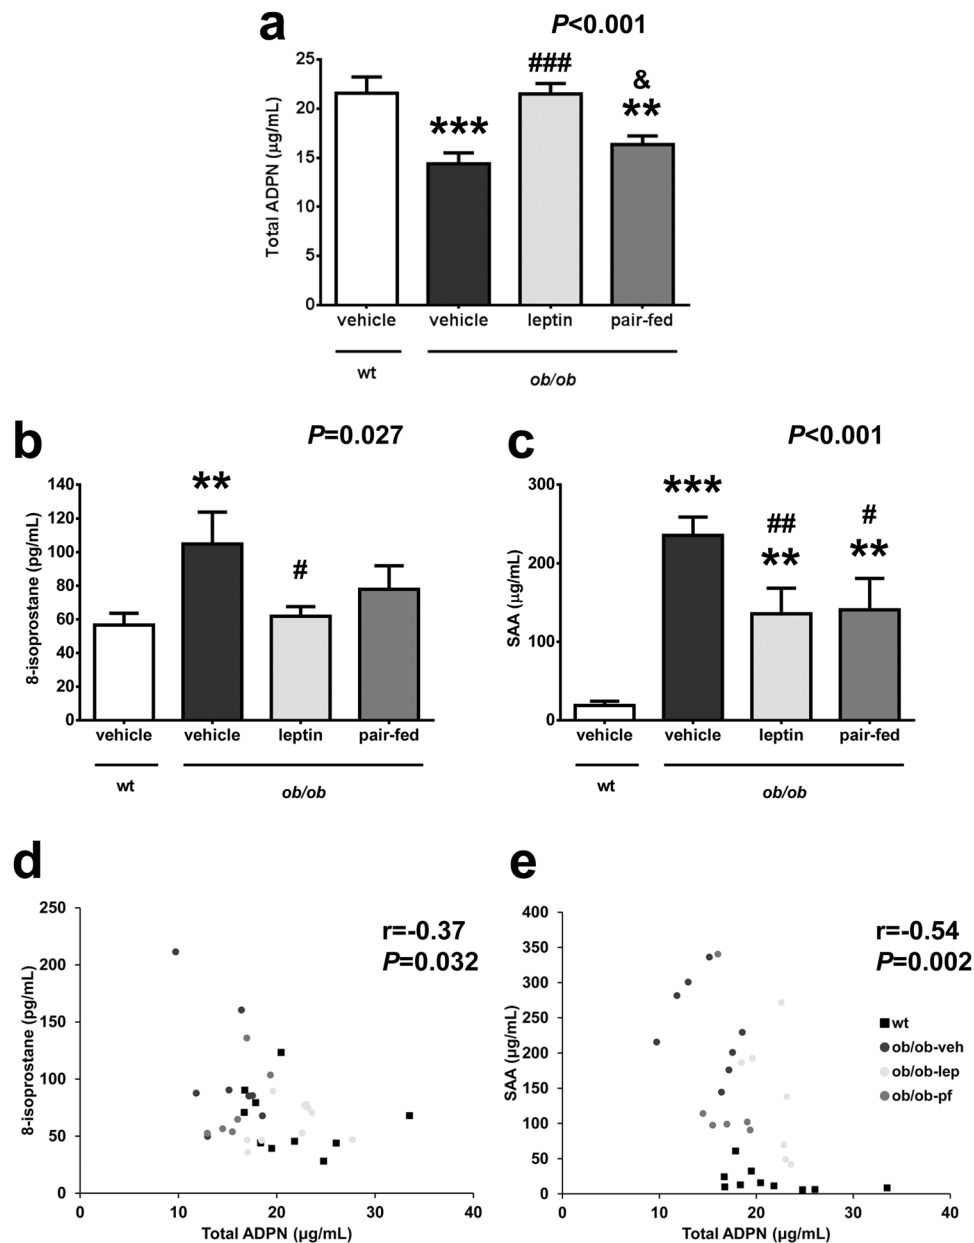 a
P<0.001
Total ADPN (µg/mL)
25
20
15
10
5
0
###
&
***
**
vehicle vehicle leptin pair-fed
wt ob/ob
b
P=0.027
8-isoprostane (pg/mL)
140
120
100
80
60
40
20
0
**
#
vehicle vehicle leptin pair-fed
wt ob/ob
c
P<0.001
SAA (µg/mL)
300
200
100
0
***
## #
** **
vehicle vehicle leptin pair-fed
wt ob/ob
d
r=-0.37
P=0.032
8-isoprostane (pg/mL)
250
200
150
100
50
0
0 10 20 30 40
Total ADPN (µg/mL)
e
r=-0.54
P=0.002
SAA (µg/mL)
400
350
300
250
200
150
100
50
0
wt
ob/ob-veh
ob/ob-lep
ob/ob-pf
0 10 20 30 40
Total ADPN (µg/mL)